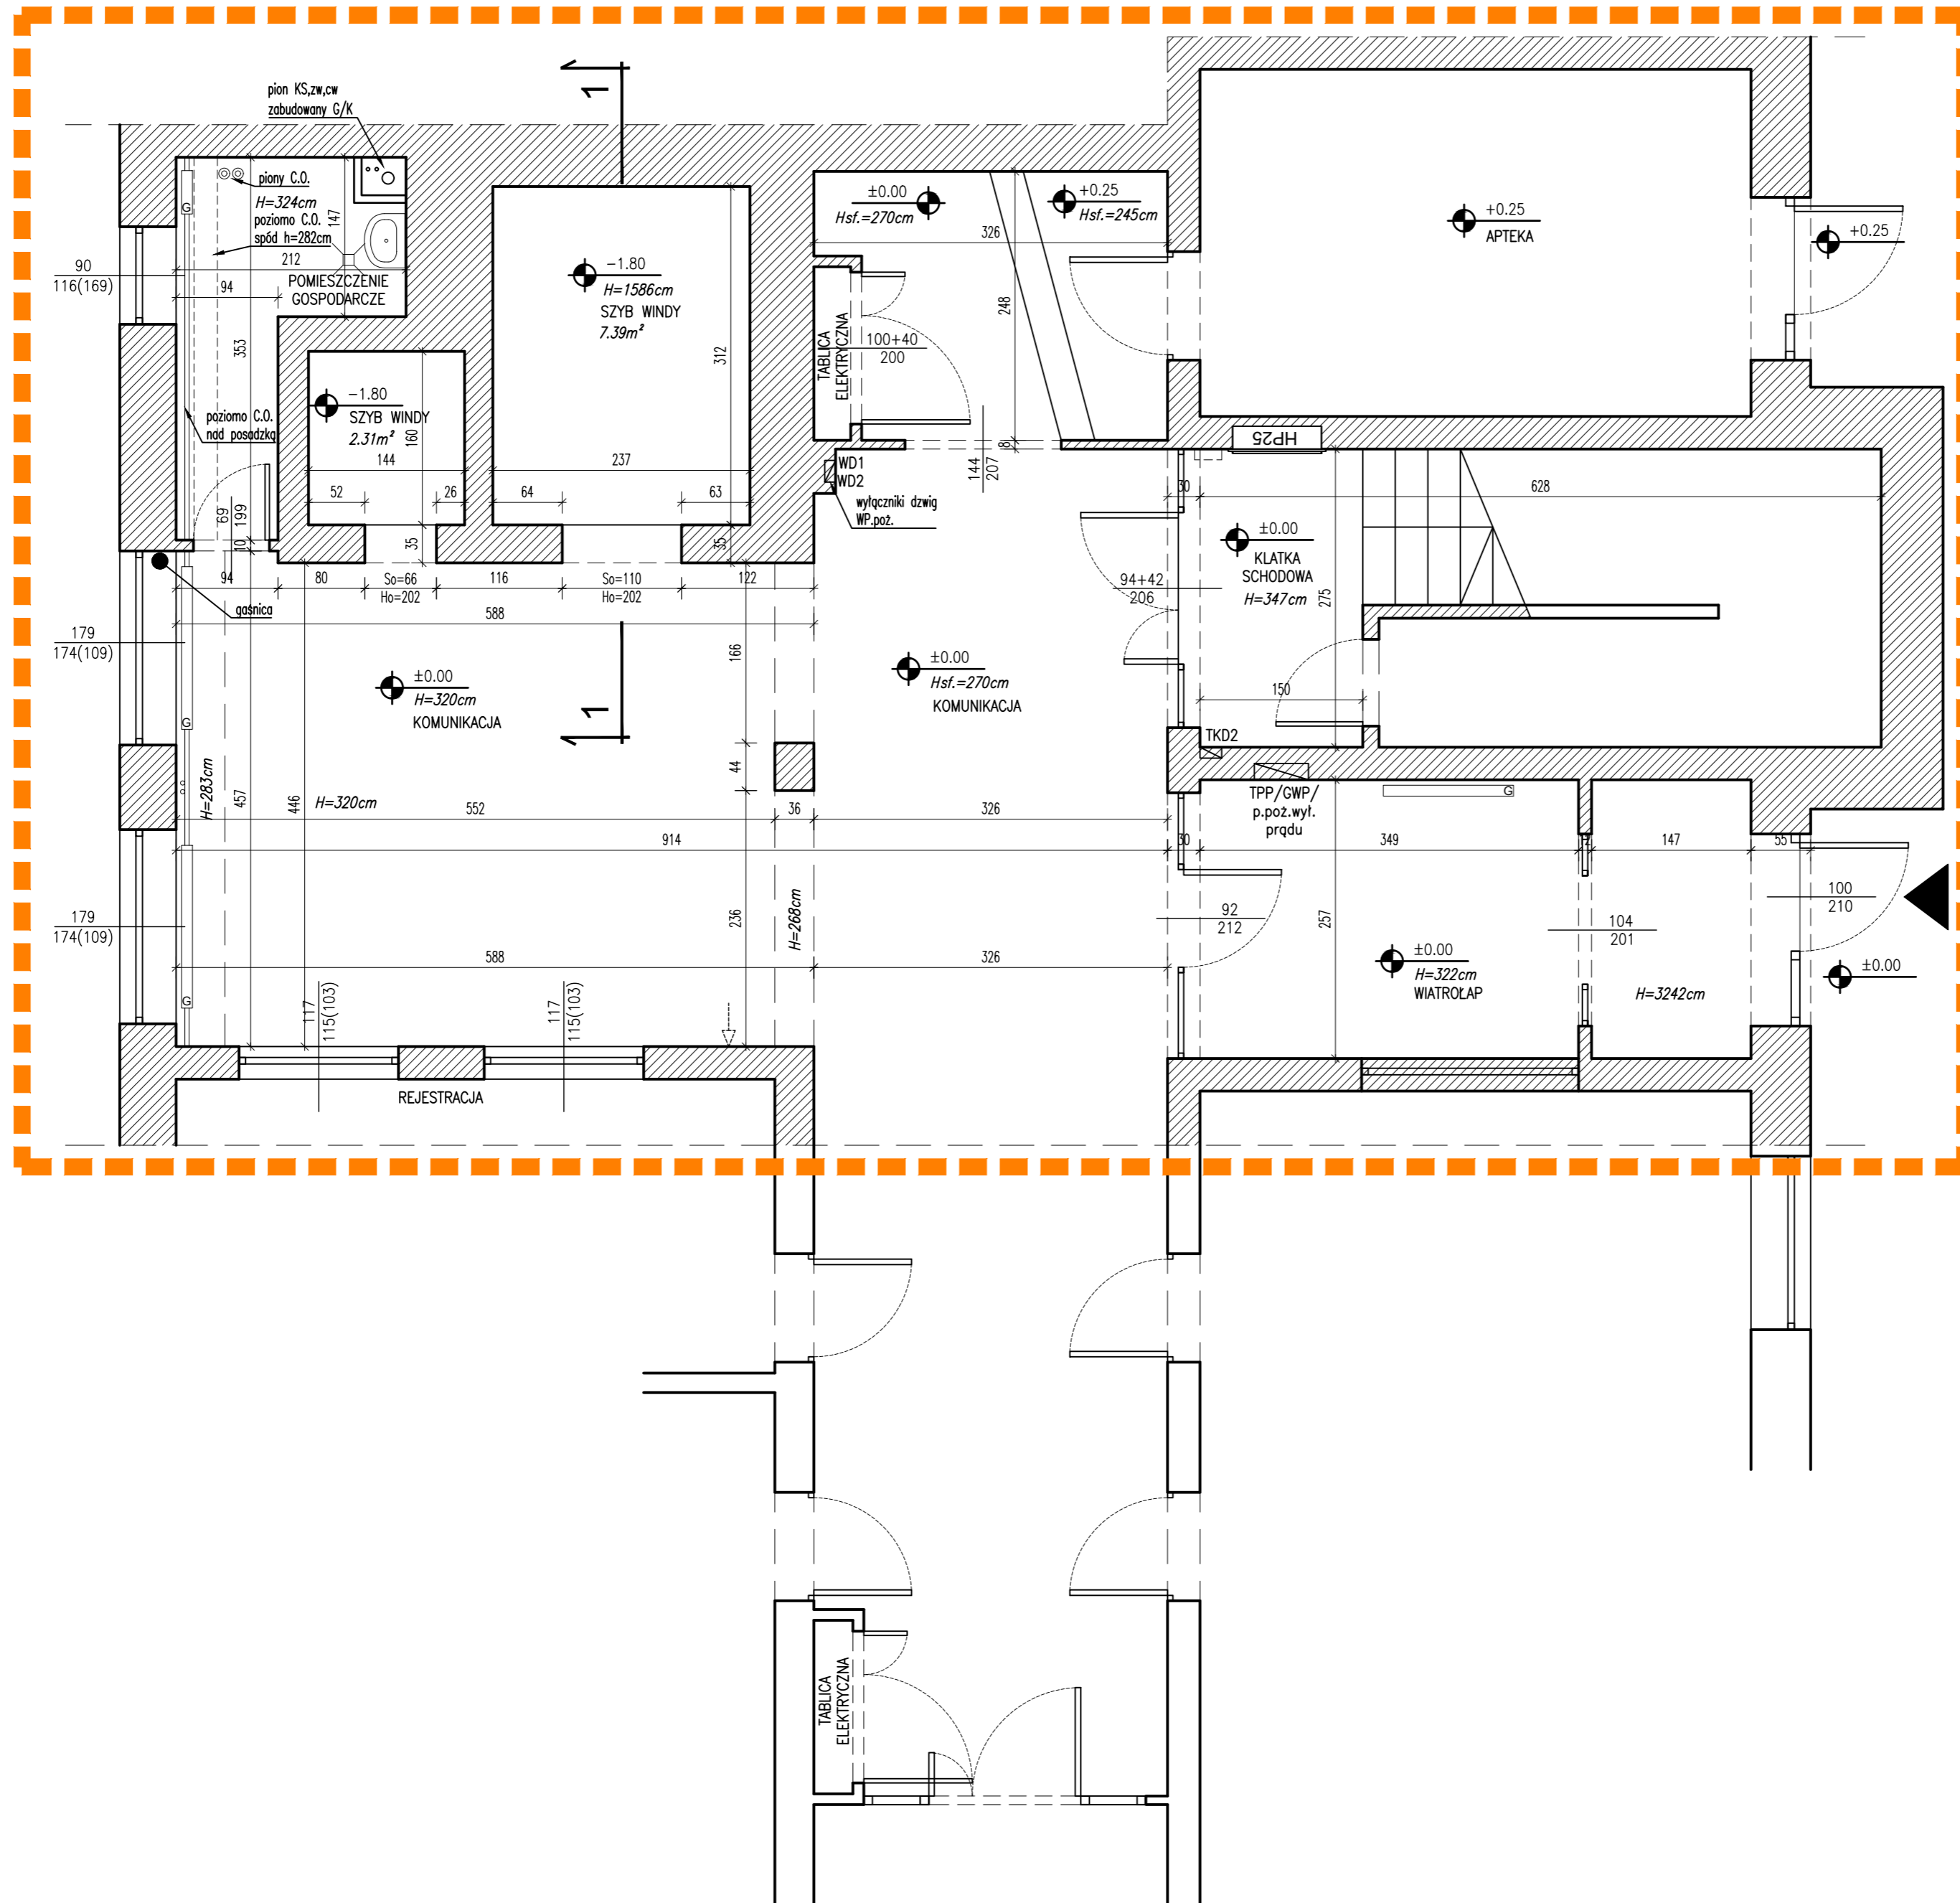 1
1
pion KS,zw,cw
zabudowany G/K
piony C.O.
H=324cm
poziomo C.O.
spód h=282cm
147
212
94
POMIESZCZENIE
GOSPODARCZE
G
90
116(169)
353
poziomo C.O.
nad posadzką
69
199
10
-1.80
SZYB WINDY
2.31m²
160
144
52
26
35
-1.80
H=1586cm
SZYB WINDY
7.39m²
312
237
64
63
35
±0.00
Hsf.=270cm
+0.25
Hsf.=245cm
326
248
8
TABLICA
ELEKTRYCZNA
100+40
200
144
207
WD1
WD2
wyłączniki dzwig
WP.poż.
+0.25
APTEKA
+0.25
HP25
30
628
±0.00
KLATKA
SCHODOWA
H=347cm
275
94+42
206
150
TKD2
gaśnica
94
80
So=66
Ho=202
116
So=110
Ho=202
122
588
179
174(109)
±0.00
H=320cm
KOMUNIKACJA
166
±0.00
Hsf.=270cm
KOMUNIKACJA
G
H=283cm
457
446
H=320cm
44
552
36
326
914
30
349
12
147
55
TPP/GWP/
p.poż.wył.
prądu
G
179
174(109)
236
H=268cm
92
212
257
104
201
100
210
±0.00
H=322cm
WIATROŁAP
H=3242cm
±0.00
588
326
G
117
115(103)
117
115(103)
REJESTRACJA
TABLICA
ELEKTRYCZNA